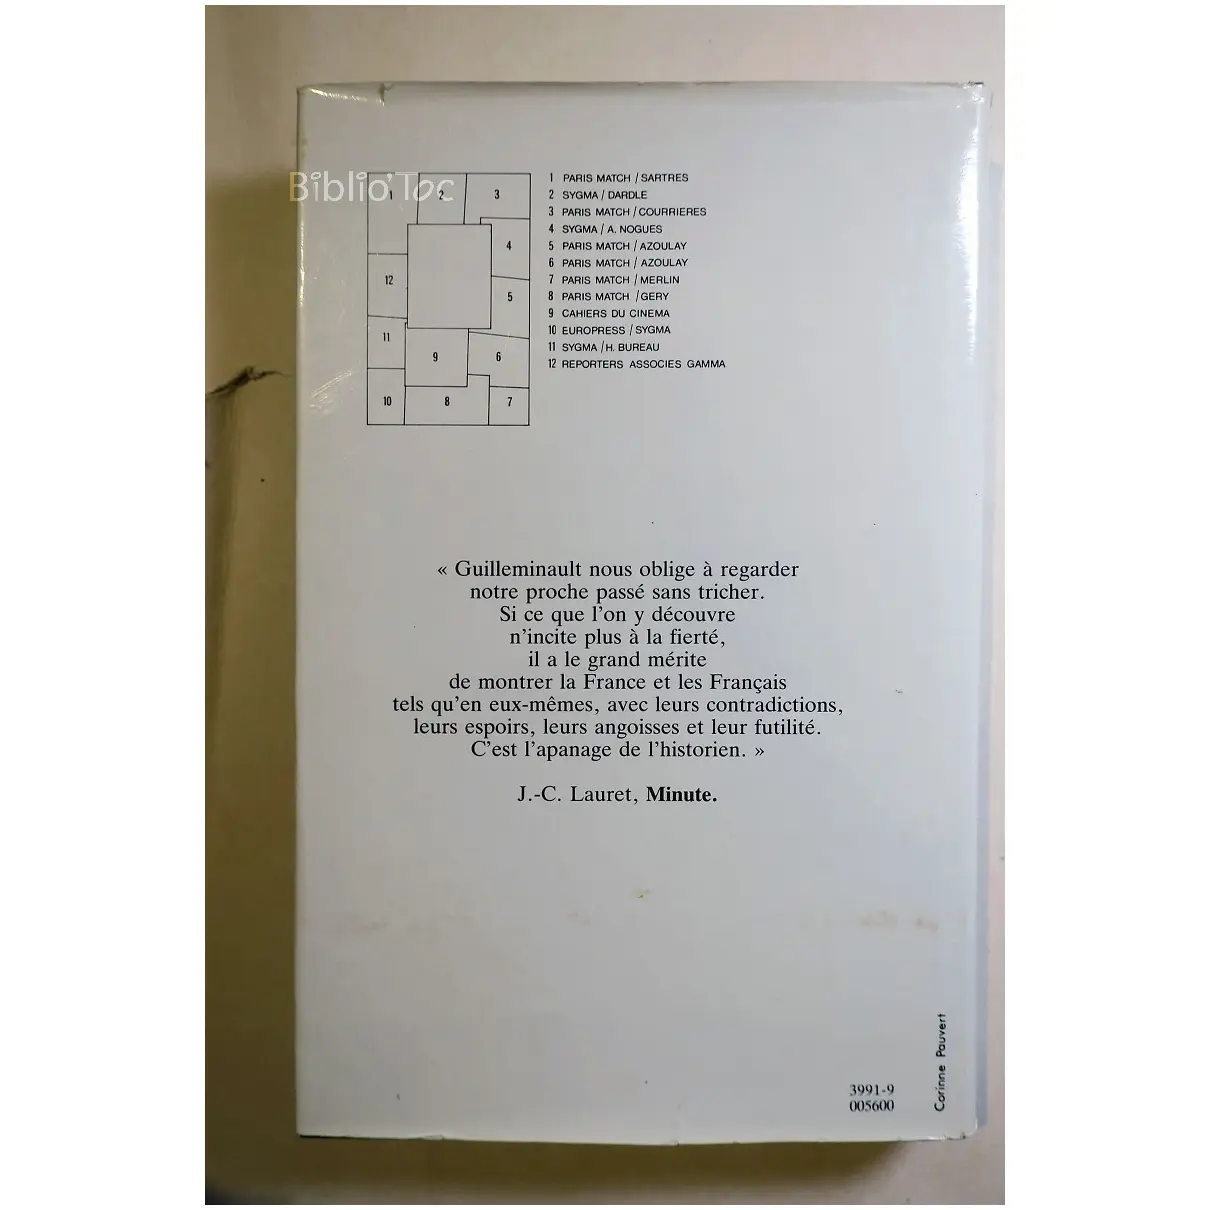 Biblio'Toc
1 PARIS MATCH / SARTRES
2 SYGMA / DARDLE
3 PARIS MATCH / COURRIERES
4 SYGMA / A. NOGUES
5 PARIS MATCH / AZOULAY
6 PARIS MATCH / AZOULAY
7 PARIS MATCH / MERLIN
8 PARIS MATCH / GERY
9 CAHIERS DU CINEMA
10 EUROPRESS / SYGMA
11 SYGMA / H. BUREAU
12 REPORTERS ASSOCIES GAMMA
1 2 3
4
12
5
11
9 6
10 8 7
« Guilleminault nous oblige à regarder
notre proche passé sans tricher.
Si ce que l'on y découvre
n'incite plus à la fierté,
il a le grand mérite
de montrer la France et les Français
tels qu'en eux-mêmes, avec leurs contradictions,
leurs espoirs, leurs angoisses et leur futilité.
C'est l'apanage de l'historien. »
J.-C. Lauret, Minute.
3991-9
005600
Corinne Pauvert